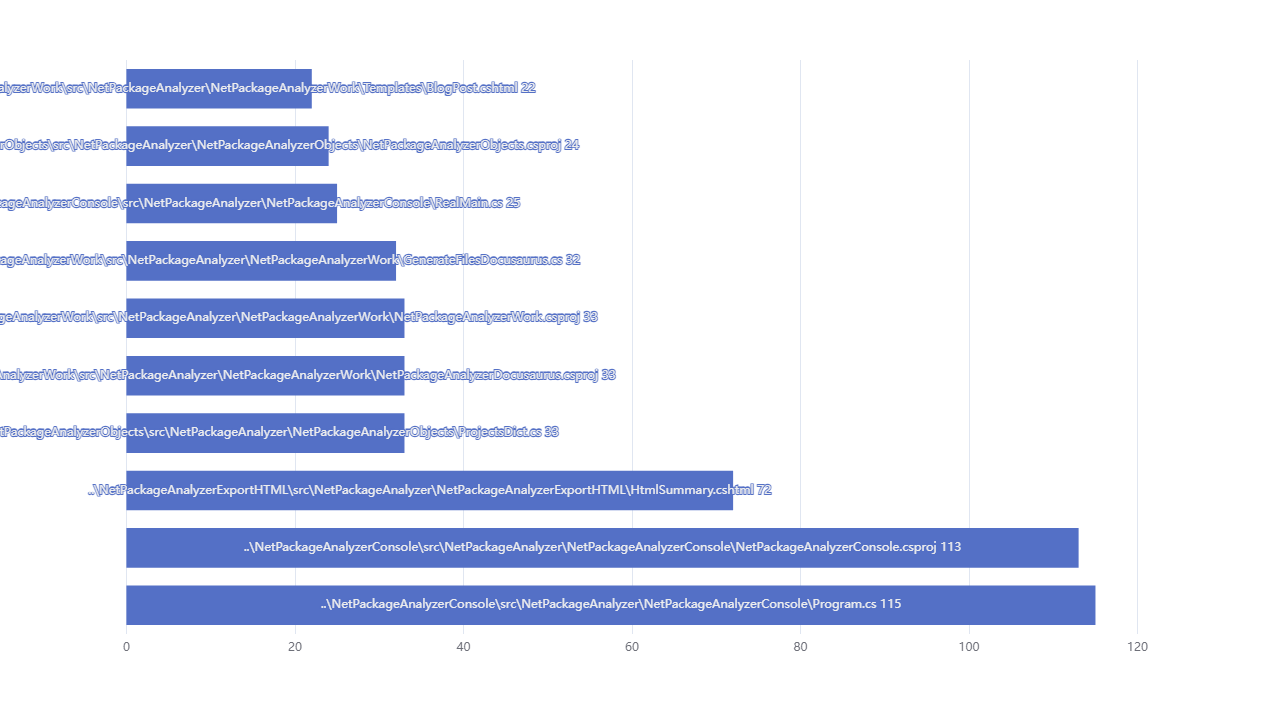 alyzerWork\src\NetPackageAnalyzer\NetPackageAnalyzerWork\Templates\BlogPost.cshtml 22
rObjects\src\NetPackageAnalyzer\NetPackageAnalyzerObjects\NetPackageAnalyzerObjects.csproj 24
kageAnalyzerConsole\src\NetPackageAnalyzer\NetPackageAnalyzerConsole\RealMain.cs 25
ageAnalyzerWork\src\NetPackageAnalyzer\NetPackageAnalyzerWork\GenerateFilesDocusaurus.cs 32
geAnalyzerWork\src\NetPackageAnalyzer\NetPackageAnalyzerWork\NetPackageAnalyzerWork.csproj 33
AnalyzerWork\src\NetPackageAnalyzer\NetPackageAnalyzerWork\NetPackageAnalyzerDocusaurus.csproj 33
tPackageAnalyzerObjects\src\NetPackageAnalyzer\NetPackageAnalyzerObjects\ProjectsDict.cs 33
..\NetPackageAnalyzerExportHTML\src\NetPackageAnalyzer\NetPackageAnalyzerExportHTML\HtmlSummary.cshtml 72
..\NetPackageAnalyzerConsole\src\NetPackageAnalyzer\NetPackageAnalyzerConsole\NetPackageAnalyzerConsole.csproj 113
..\NetPackageAnalyzerConsole\src\NetPackageAnalyzer\NetPackageAnalyzerConsole\Program.cs 115
0 20 40 60 80 100 120